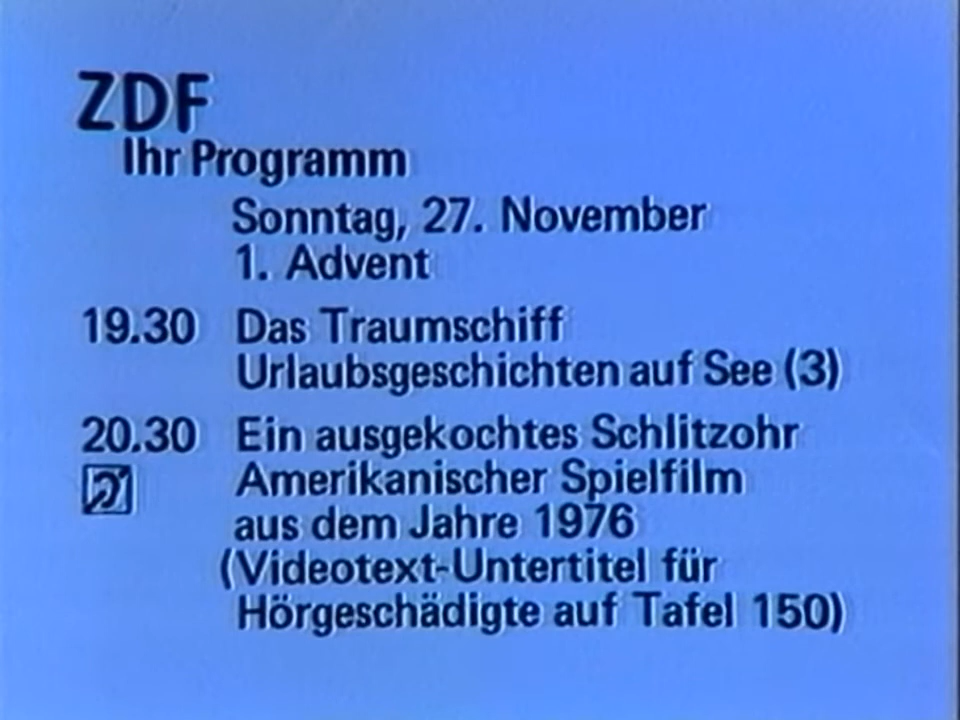 ZDF
Ihr Programm
Sonntag, 27. November
1. Advent
19.30 Das Traumschiff
Urlaubsgeschichten auf See (3)
20.30 Ein ausgekochtes Schlitzohr
Amerikanischer Spielfilm
aus dem Jahre 1976
(Videotext-Untertitel für
Hörgeschädigte auf Tafel 150)